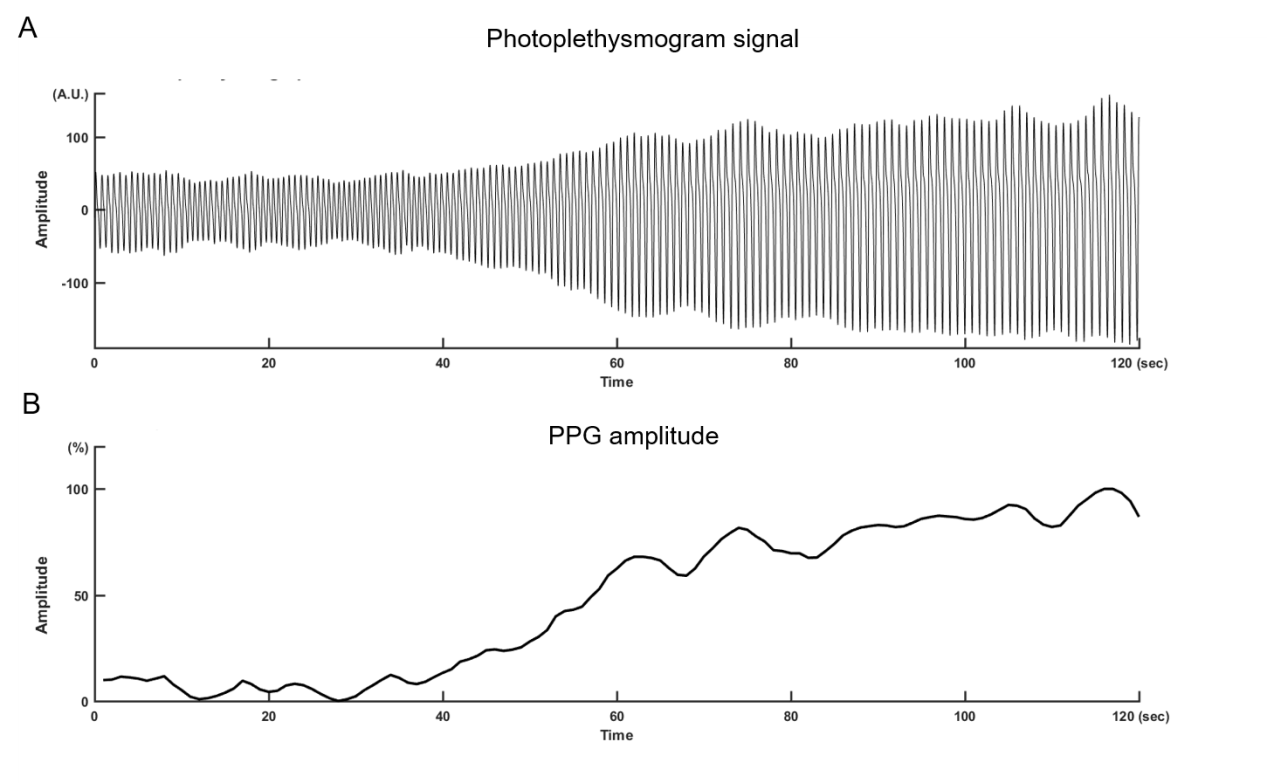 A
Photoplethysmogram signal
(A.U.)
100
0
-100
Amplitude
0 20 40 60 80 100 120 (sec)
Time
B
PPG amplitude
(%)
100
50
0
Amplitude
0 20 40 60 80 100 120 (sec)
Time